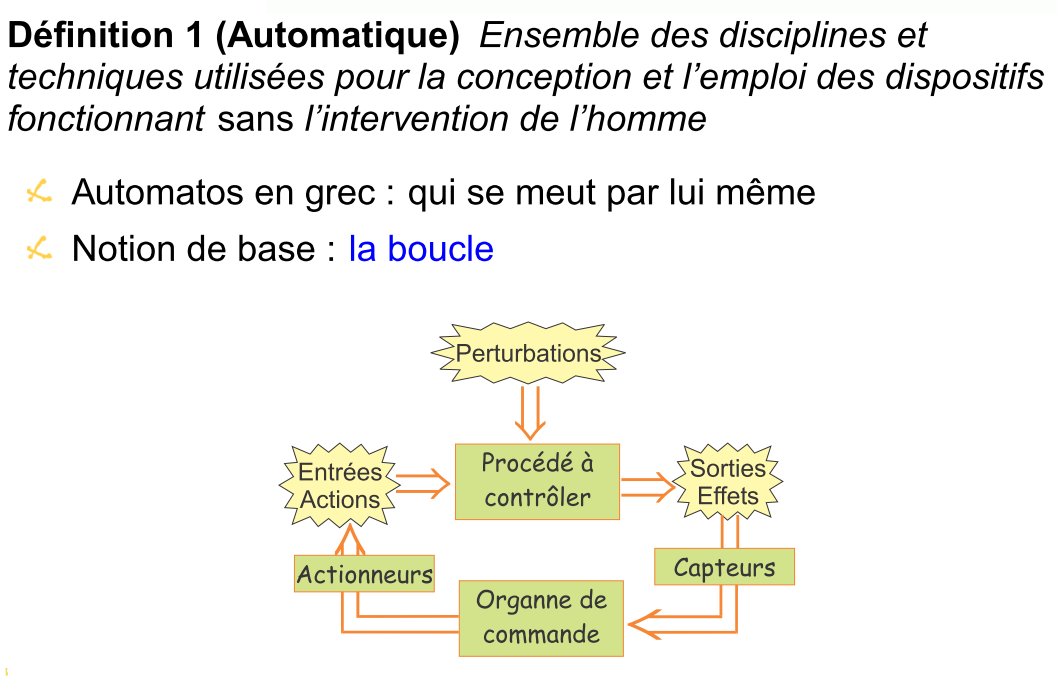 Définition 1 (Automatique) Ensemble des disciplines et
techniques utilisées pour la conception et l'emploi des dispositifs
fonctionnant sans l'intervention de l'homme
Automatos en grec : qui se meut par lui même
Notion de base : la boucle
Perturbations
Entrées
Actions
Procédé à
contrôler
Sorties
Effets
Actionneurs
Capteurs
Organne de
commande